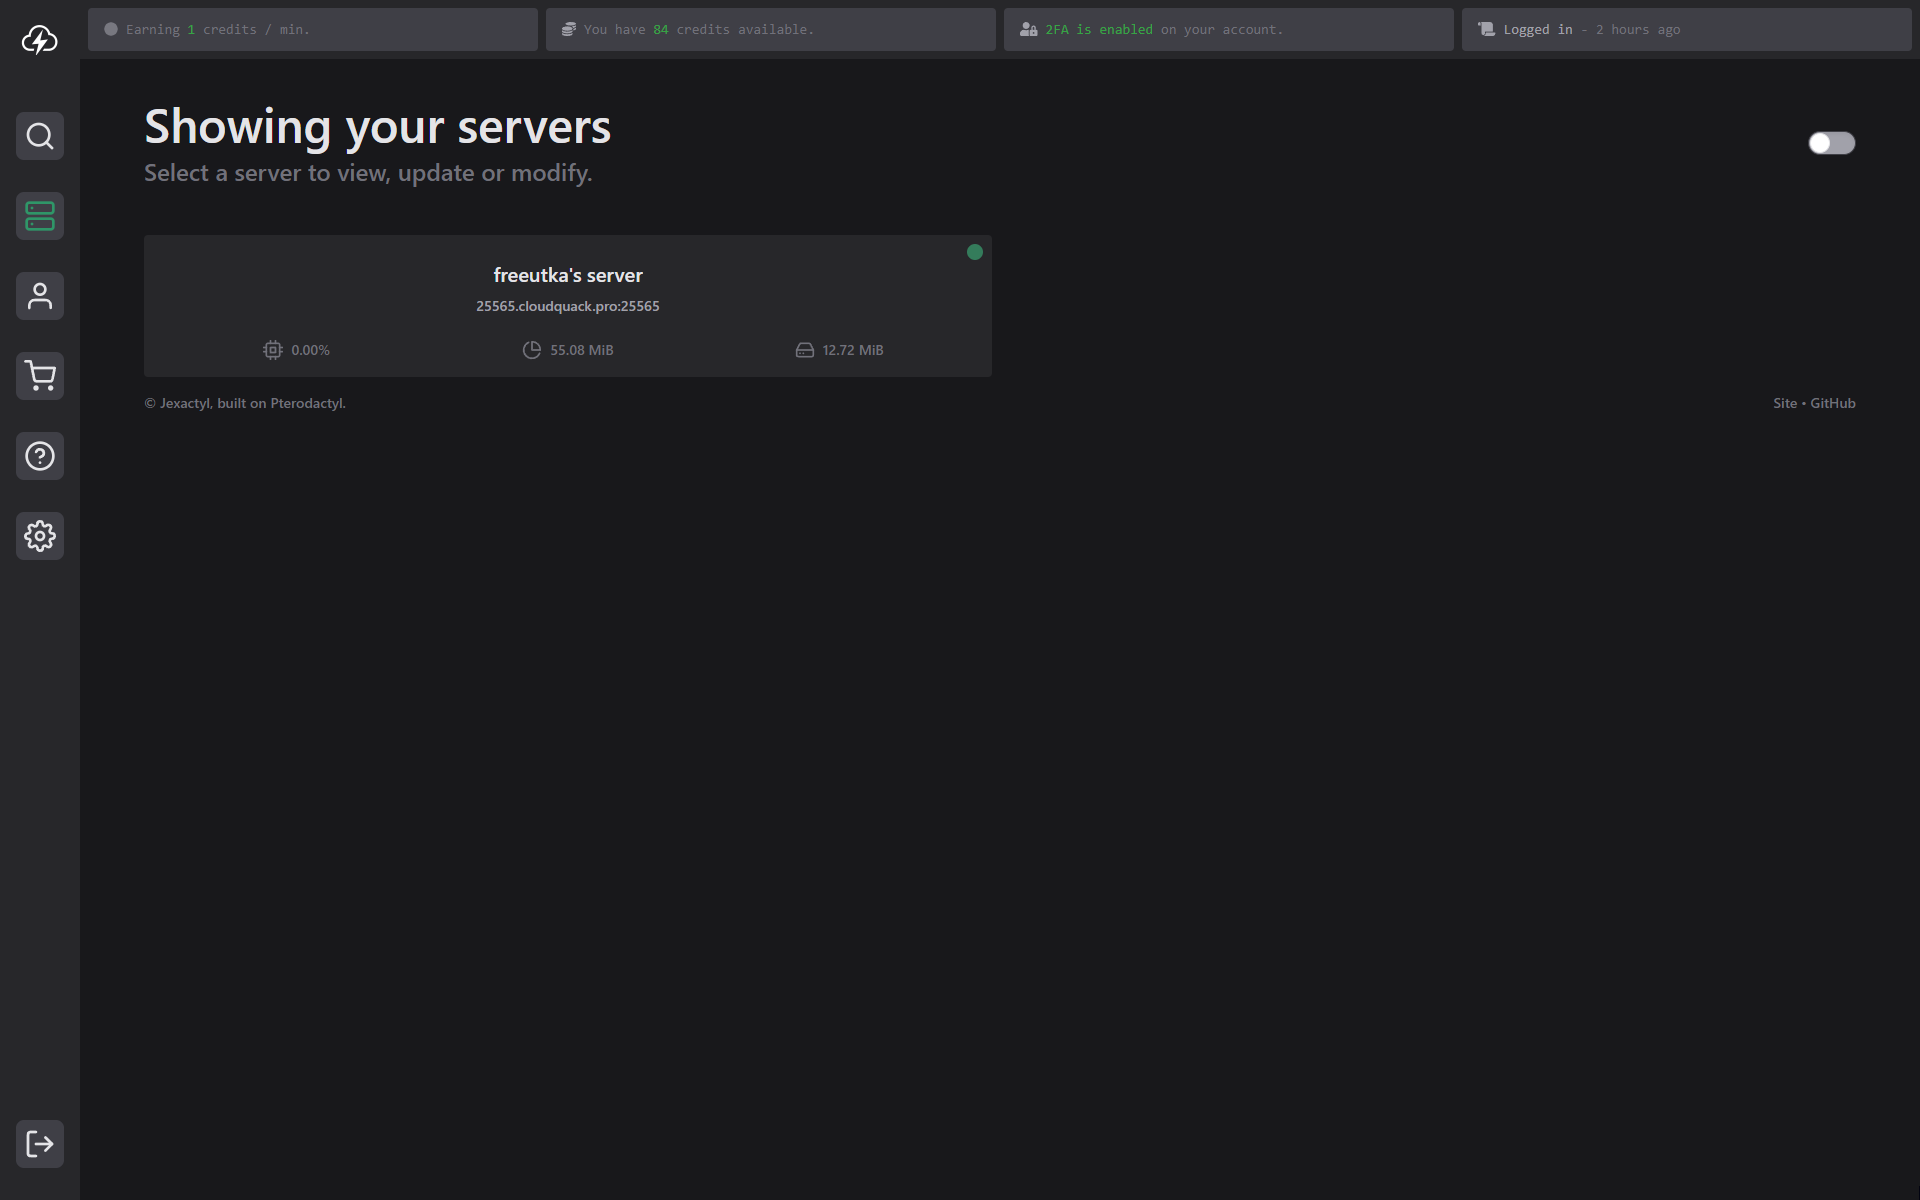 Earning 1 credits / min.
You have 84 credits available.
2FA is enabled on your account.
Logged in - 2 hours ago
Showing your servers
Select a server to view, update or modify.
freeutka's server
25565.cloudquack.pro:25565
0.00%
55.08 MiB
12.72 MiB
© Jexactyl, built on Pterodactyl.
Site • GitHub